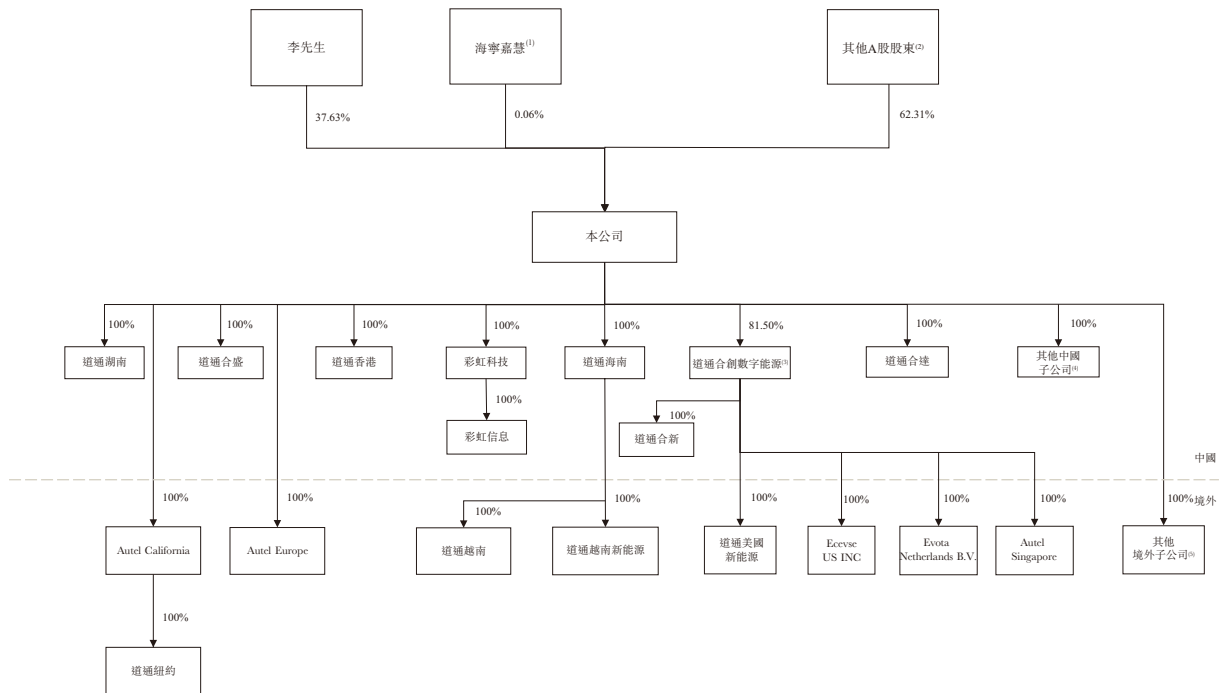 李先生
海寧嘉慧(1)
其他A股股東(2)
37.63%
0.06%
62.31%
本公司
100%
100%
100%
100%
100%
81.50%
100%
100%
道通湖南
道通合盛
道通香港
彩虹科技
道通海南
道通合創數字能源(3)
道通合達
其他中國
子公司(4)
100%
100%
彩虹信息
道通合新
中國
100%
100%
100%
100%
100%
100%
100%
100%
100%
境外
Autel California
Autel Europe
道通越南
道通越南新能源
道通美國
新能源
Ecevse
US INC
Evota
Netherlands B.V.
Autel
Singapore
其他
境外子公司(5)
100%
道通紐約